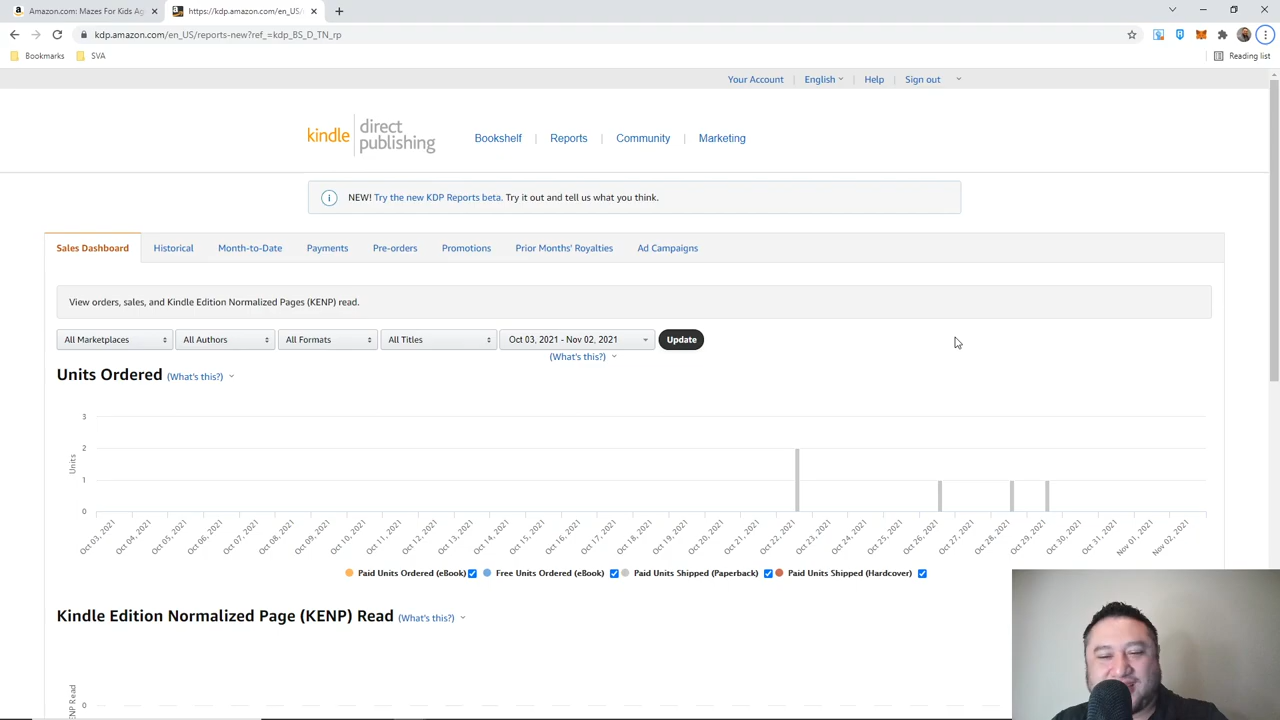 Amazon.com: Mazes For Kids Ag
https://kdp.amazon.com/en_US/
kdp.amazon.com/en_US/reports-new?ref_=kdp_BS_D_TN_rp
Bookmarks
SVA
Reading list
Your Account
English
Help
Sign out
kindle direct publishing
Bookshelf
Reports
Community
Marketing
NEW! Try the new KDP Reports beta. Try it out and tell us what you think.
Sales Dashboard
Historical
Month-to-Date
Payments
Pre-orders
Promotions
Prior Months' Royalties
Ad Campaigns
View orders, sales, and Kindle Edition Normalized Pages (KENP) read.
All Marketplaces
All Authors
All Formats
All Titles
Oct 03, 2021 - Nov 02, 2021
Update
(What's this?)
Units Ordered (What's this?)
3
2
1
0
Units
Oct 03, 2021
Oct 04, 2021
Oct 05, 2021
Oct 06, 2021
Oct 07, 2021
Oct 08, 2021
Oct 09, 2021
Oct 10, 2021
Oct 11, 2021
Oct 12, 2021
Oct 13, 2021
Oct 14, 2021
Oct 15, 2021
Oct 16, 2021
Oct 17, 2021
Oct 18, 2021
Oct 19, 2021
Oct 20, 2021
Oct 21, 2021
Oct 22, 2021
Oct 23, 2021
Oct 24, 2021
Oct 25, 2021
Oct 26, 2021
Oct 27, 2021
Oct 28, 2021
Oct 29, 2021
Oct 30, 2021
Oct 31, 2021
Nov 01, 2021
Nov 02, 2021
Paid Units Ordered (eBook)
Free Units Ordered (eBook)
Paid Units Shipped (Paperback)
Paid Units Shipped (Hardcover)
Kindle Edition Normalized Page (KENP) Read (What's this?)
ENP Read
0